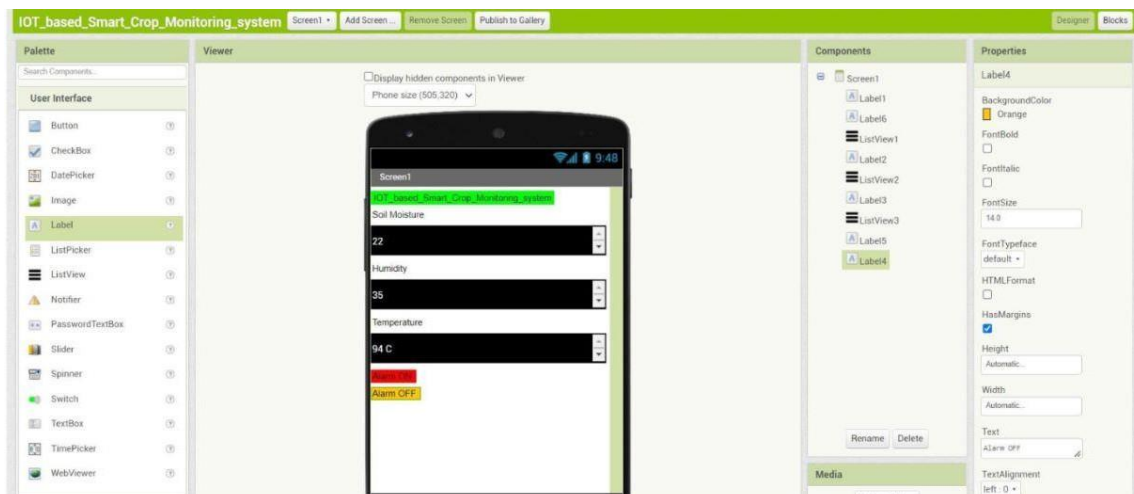 IOT_based_Smart_Crop_Monitoring_system Screen1 Add Screen ... Remove Screen Publish to Gallery Designer Blocks
Palette
Search Components...
User Interface
Button
CheckBox
DatePicker
Image
Label
ListPicker
ListView
Notifier
PasswordTextBox
Slider
Spinner
Switch
TextBox
TimePicker
WebViewer
Viewer
Display hidden components in Viewer
Phone size (505,320)
9:48
Screen1
IOT_based_Smart_Crop_Monitoring_system
Soil Moisture
22
Humidity
35
Temperature
94 C
Alarm ON
Alarm OFF
Components
Screen1
Label1
Label6
ListView1
Label2
ListView2
Label3
ListView3
Label5
Label4
Rename Delete
Media
Properties
Label4
BackgroundColor
Orange
FontBold
FontItalic
FontSize
14.0
FontTypeface
default
HTMLFormat
HasMargins
Height
Automatic...
Width
Automatic...
Text
Alarm OFF
TextAlignment
left : 0